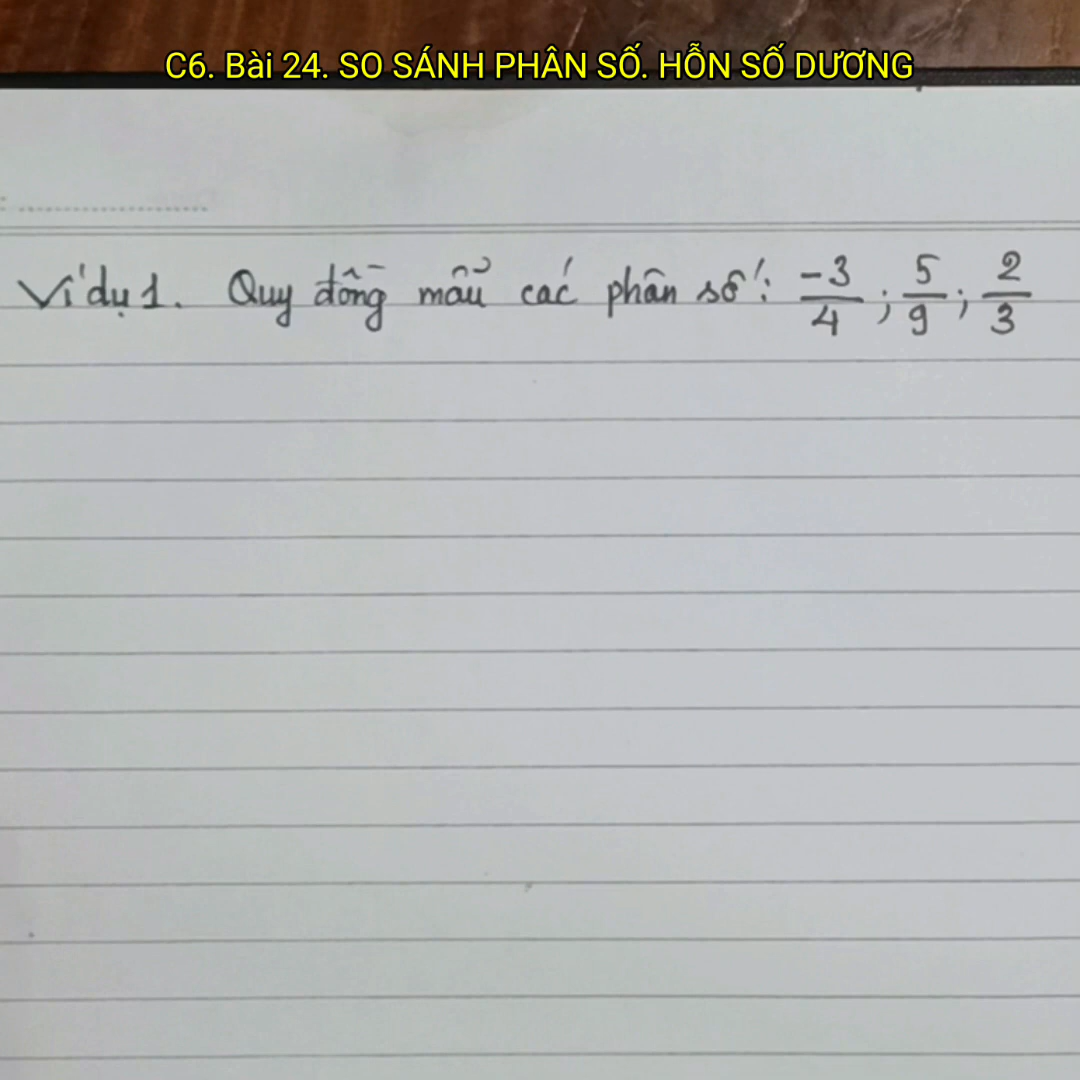 C6. Bài 24. SO SÁNH PHÂN SỐ. HỖN SỐ DƯƠNG
Ví dụ 1. Quy đồng mẫu các phân số: -3/4; 5/9; 2/3